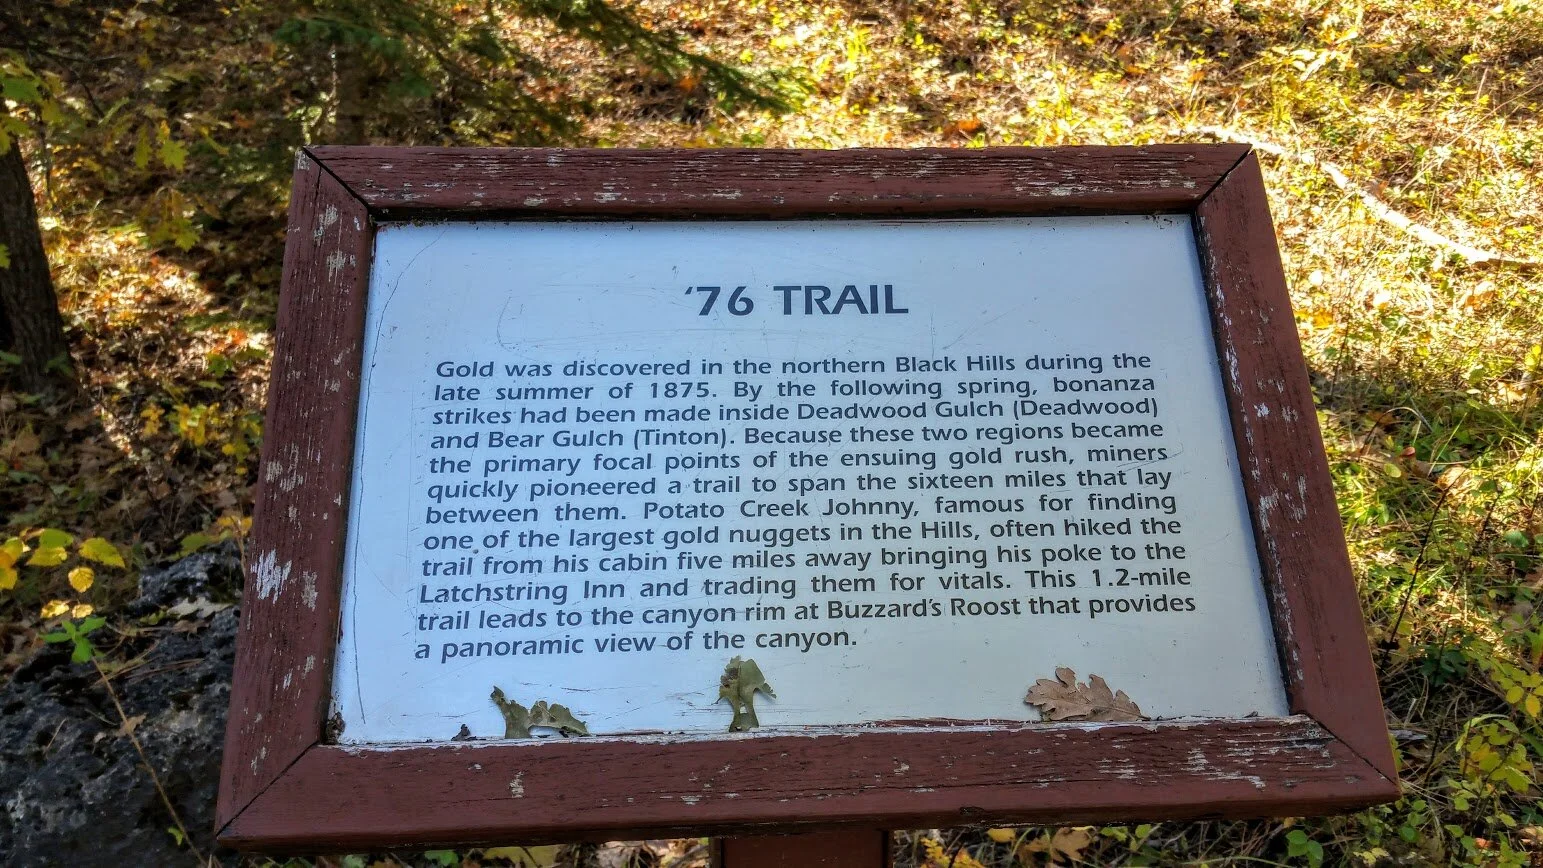 ‘76 TRAIL
Gold was discovered in the northern Black Hills during the
late summer of 1875. By the following spring, bonanza
strikes had been made inside Deadwood Gulch (Deadwood)
and Bear Gulch (Tinton). Because these two regions became
the primary focal points of the ensuing gold rush, miners
quickly pioneered a trail to span the sixteen miles that lay
between them. Potato Creek Johnny, famous for finding
one of the largest gold nuggets in the Hills, often hiked the
trail from his cabin five miles away bringing his poke to the
Latchstring Inn and trading them for vitals. This 1.2-mile
trail leads to the canyon rim at Buzzard’s Roost that provides
a panoramic view of the canyon.